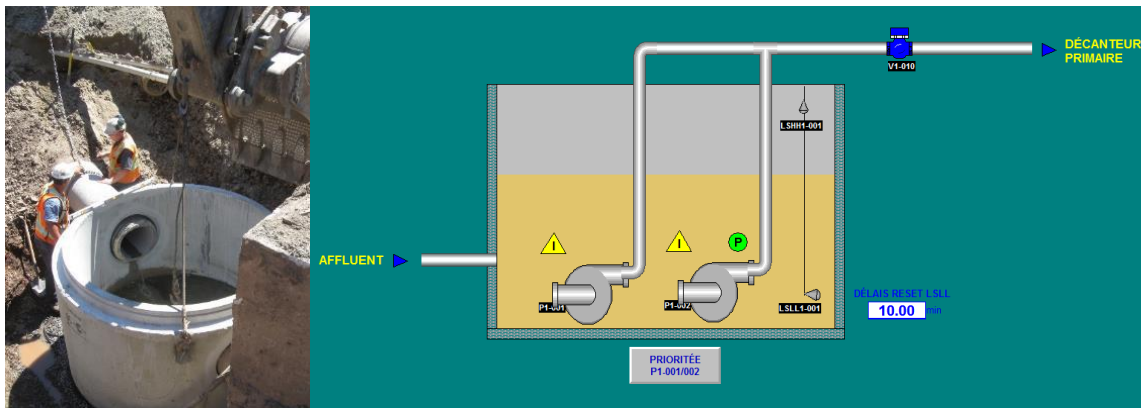 DÉCANTEUR
PRIMAIRE
V1-010
LSHH1-001
I
I
P
AFFLUENT
P1-001
P1-002
LSLL1-001
DÉLAIS RESET LSLL
10.00 min
PRIORITÉE
P1-001/002